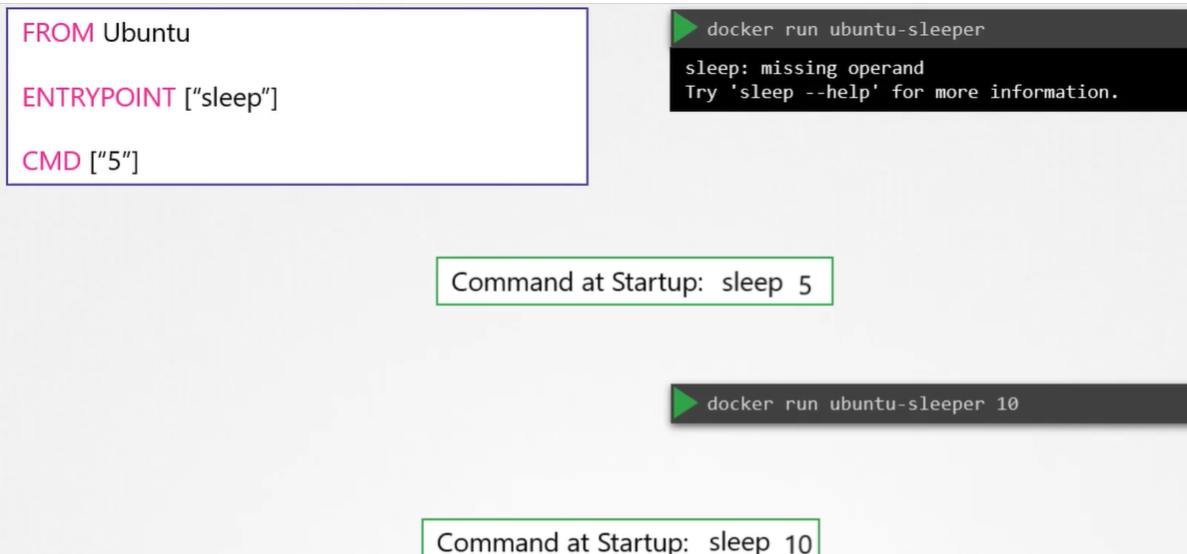 FROM Ubuntu
ENTRYPOINT [“sleep”]
CMD [“5”]
docker run ubuntu-sleeper
sleep: missing operand
Try 'sleep --help' for more information.
Command at Startup: sleep 5
docker run ubuntu-sleeper 10
Command at Startup: sleep 10